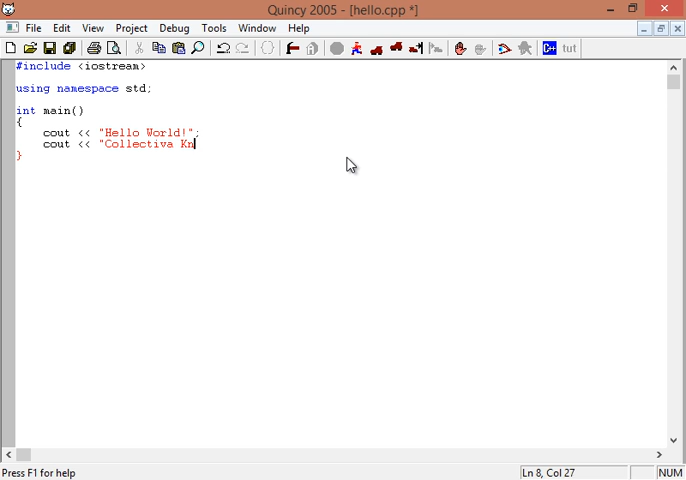 Quincy 2005 - [hello.cpp *]
File Edit View Project Debug Tools Window Help
C++ tut
#include <iostream>
using namespace std;
int main()
{
cout << "Hello World!";
cout << "Collectiva Kn
}
Press F1 for help Ln 8, Col 27 NUM